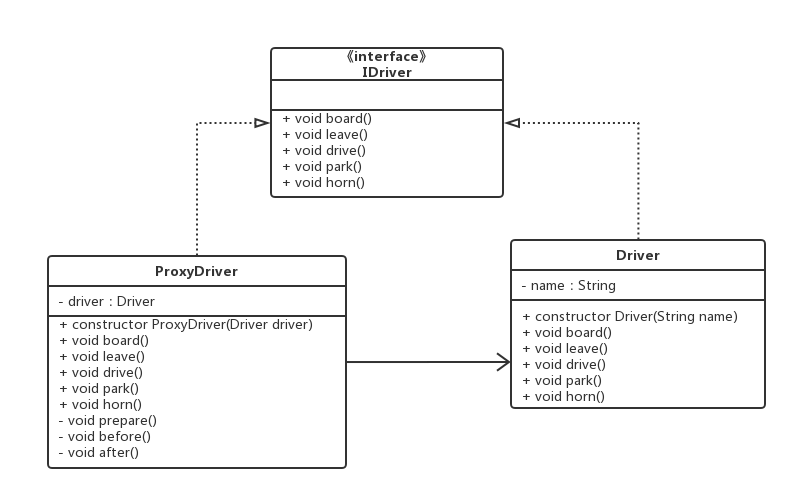 《interface》
IDriver
+ void board()
+ void leave()
+ void drive()
+ void park()
+ void horn()
ProxyDriver
- driver : Driver
+ constructor ProxyDriver(Driver driver)
+ void board()
+ void leave()
+ void drive()
+ void park()
+ void horn()
- void prepare()
- void before()
- void after()
Driver
- name : String
+ constructor Driver(String name)
+ void board()
+ void leave()
+ void drive()
+ void park()
+ void horn()